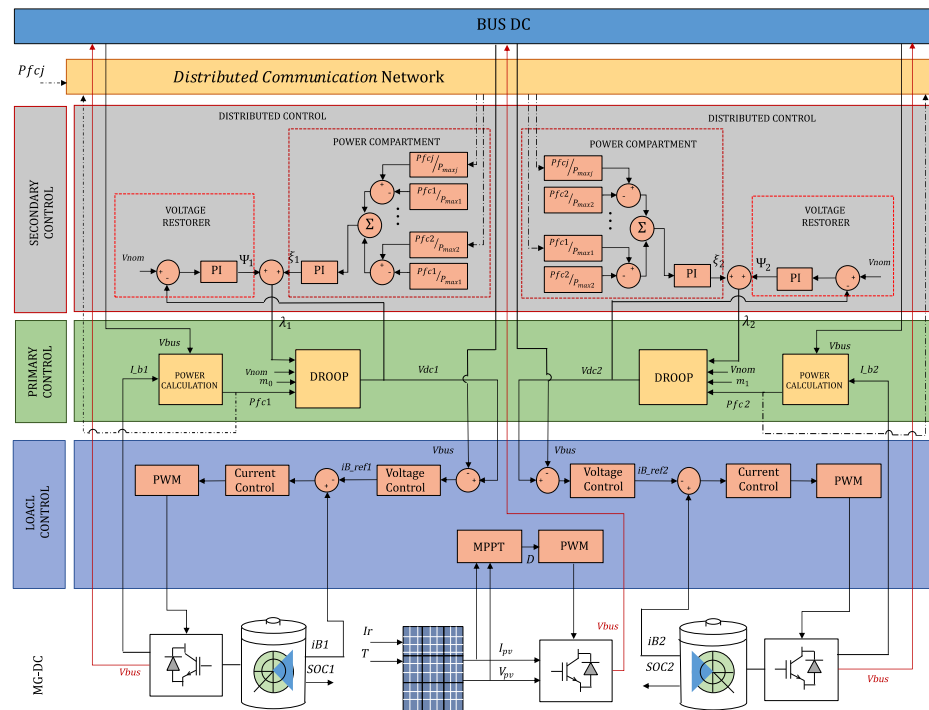 BUS DC
Pfcj
Distributed Communication Network
SECONDARY
CONTROL
DISTRIBUTED CONTROL
POWER COMPARTMENT
Pfcj/Pmaxj
Pfc1/Pmax1
Pfc2/Pmax2
Pfc1/Pmax1
Σ
PI
ξ1
VOLTAGE
RESTORER
Vnom
PI
Ψ1
λ1
DISTRIBUTED CONTROL
POWER COMPARTMENT
Pfcj/Pmaxj
Pfc2/Pmax2
Pfc1/Pmax1
Pfc2/Pmax2
Σ
PI
ξ2
VOLTAGE
RESTORER
Ψ2
PI
Vnom
λ2
PRIMARY
CONTROL
Vbus
I_b1
POWER
CALCULATION
Vnom
m0
Pfc1
DROOP
Vdc1
Vdc2
DROOP
Vnom
m1
Pfc2
Vbus
POWER
CALCULATION
I_b2
LOACL
CONTROL
PWM
Current
Control
iB_ref1
Voltage
Control
Vbus
Vbus
Voltage
Control
iB_ref2
Current
Control
PWM
MPPT
D
PWM
MG-DC
Vbus
iB1
SOC1
Ir
T
Ipv
Vpv
Vbus
iB2
SOC2
Vbus